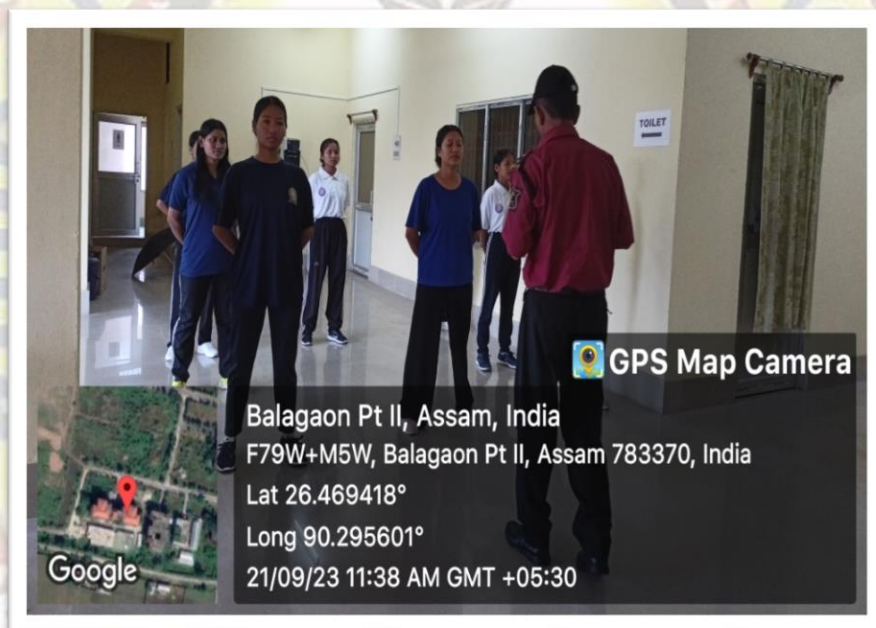 TOILET
GPS Map Camera
Balagaon Pt II, Assam, India
F79W+M5W, Balagaon Pt II, Assam 783370, India
Lat 26.469418°
Long 90.295601°
21/09/23 11:38 AM GMT +05:30
Google